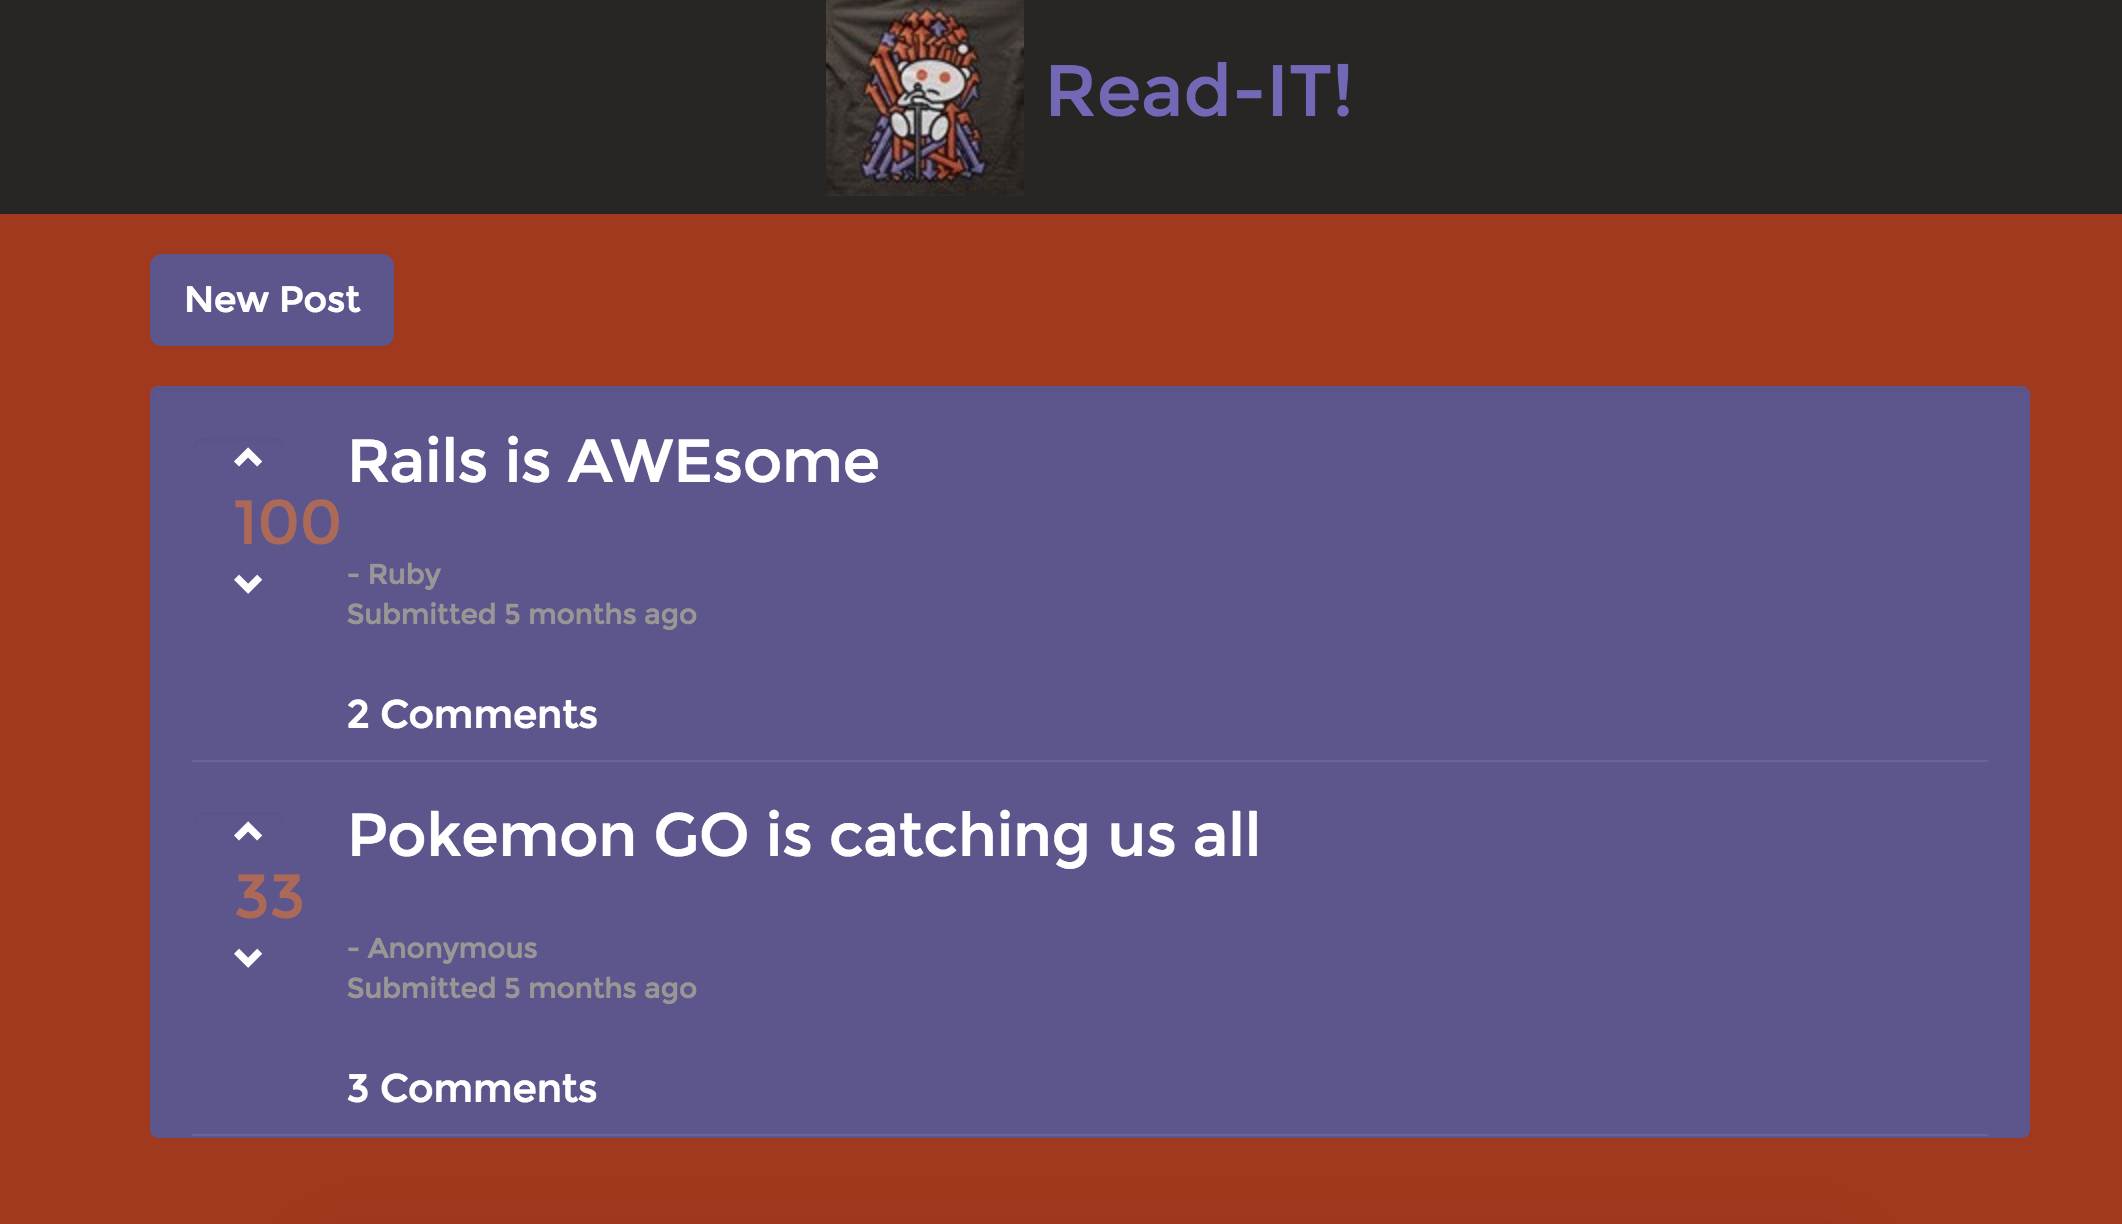 Read-IT!
New Post
Rails is AWEsome
100
- Ruby
Submitted 5 months ago
2 Comments
Pokemon GO is catching us all
33
- Anonymous
Submitted 5 months ago
3 Comments